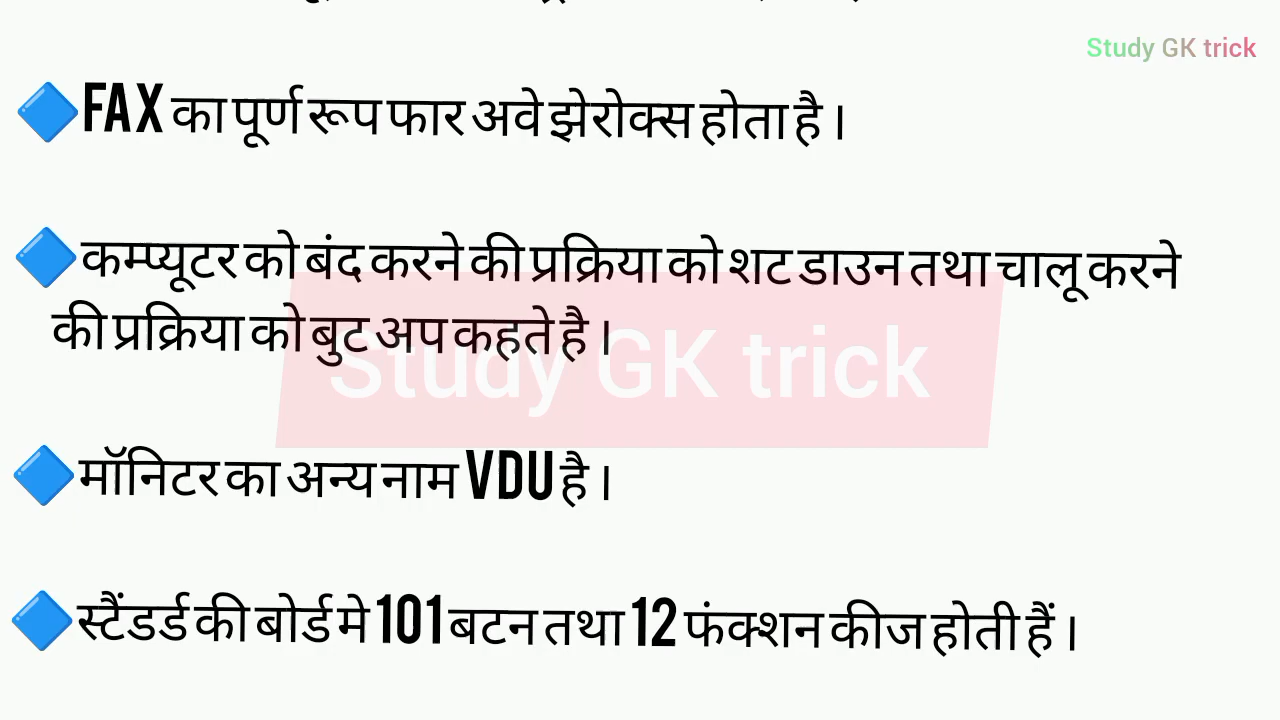 Study GK trick
🔷FAX का पूर्ण रूप फार अवे झेरोक्स होता है ।
🔷कम्प्यूटर को बंद करने की प्रक्रिया को शट डाउन तथा चालू करने
की प्रक्रिया को बुट अप कहते है ।
Study GK trick
🔷मॉनिटर का अन्य नाम VDU है ।
🔷स्टैंडर्ड की बोर्ड मे 101 बटन तथा 12 फंक्शन कीज होती हैं ।